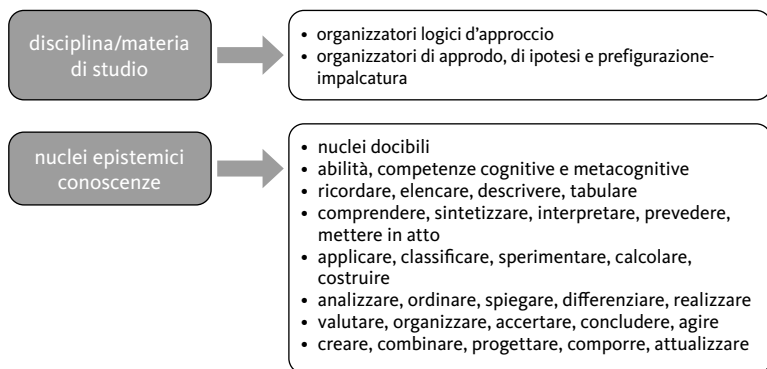 disciplina/materia
di studio
• organizzatori logici d'approccio
• organizzatori di approdo, di ipotesi e prefigurazione-
impalcatura
nuclei epistemici
conoscenze
• nuclei docibili
• abilità, competenze cognitive e metacognitive
• ricordare, elencare, descrivere, tabulare
• comprendere, sintetizzare, interpretare, prevedere,
mettere in atto
• applicare, classificare, sperimentare, calcolare,
costruire
• analizzare, ordinare, spiegare, differenziare, realizzare
• valutare, organizzare, accertare, concludere, agire
• creare, combinare, progettare, comporre, attualizzare